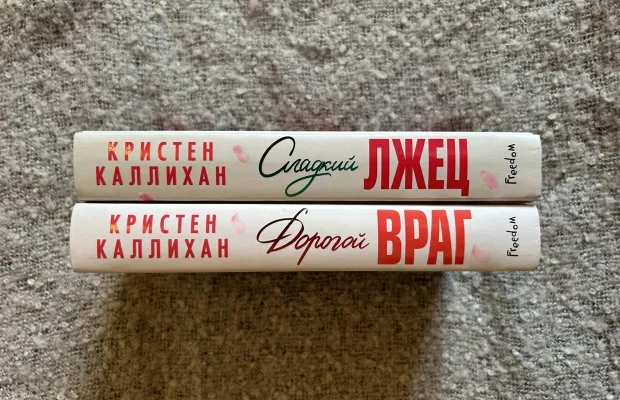 КРИСТЕН
КАЛЛИХАН
Сладкий ЛЖЕЦ
Freedom
КРИСТЕН
КАЛЛИХАН
Дорогой ВРАГ
Freedom